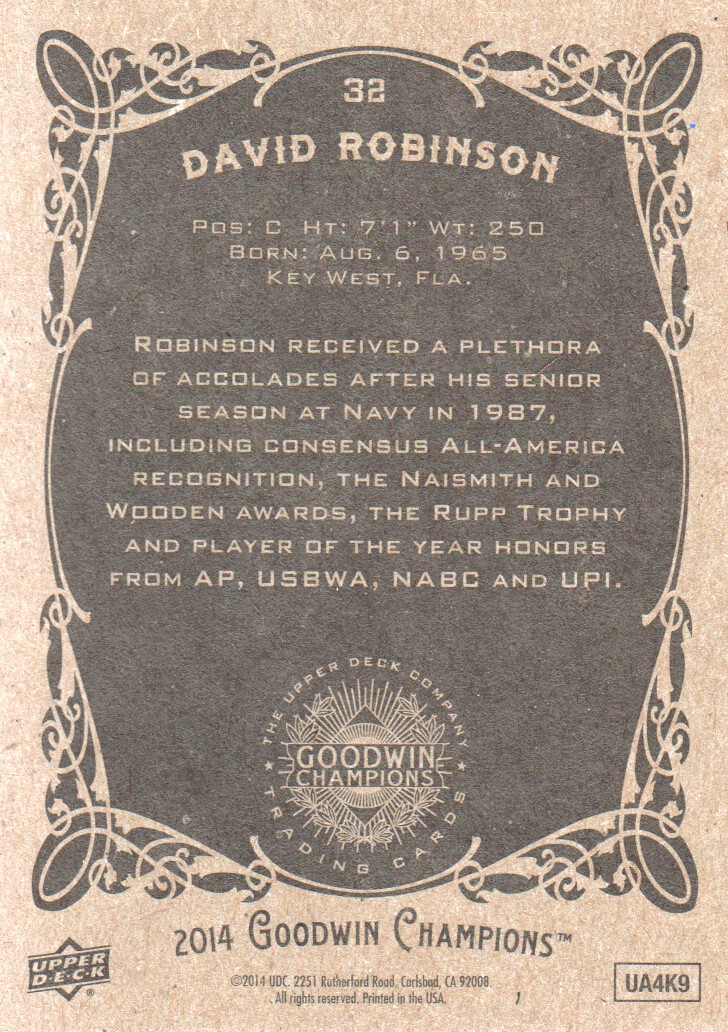 32
DAVID ROBINSON
POS: C HT: 7'1" WT: 250
BORN: AUG. 6, 1965
KEY WEST, FLA.
ROBINSON RECEIVED A PLETHORA
OF ACCOLADES AFTER HIS SENIOR
SEASON AT NAVY IN 1987,
INCLUDING CONSENSUS ALL-AMERICA
RECOGNITION, THE NAISMITH AND
WOODEN AWARDS, THE RUPP TROPHY
AND PLAYER OF THE YEAR HONORS
FROM AP, USBWA, NABC AND UPI.
THE UPPER DECK COMPANY
GOODWIN
CHAMPIONS
★ TRADING CARDS ★
2014 GOODWIN CHAMPIONS™
UPPER
D·E·C·K
®
©2014 UDC. 2251 Rutherford Road, Carlsbad, CA 92008.
All rights reserved. Printed in the USA.
UA4K9